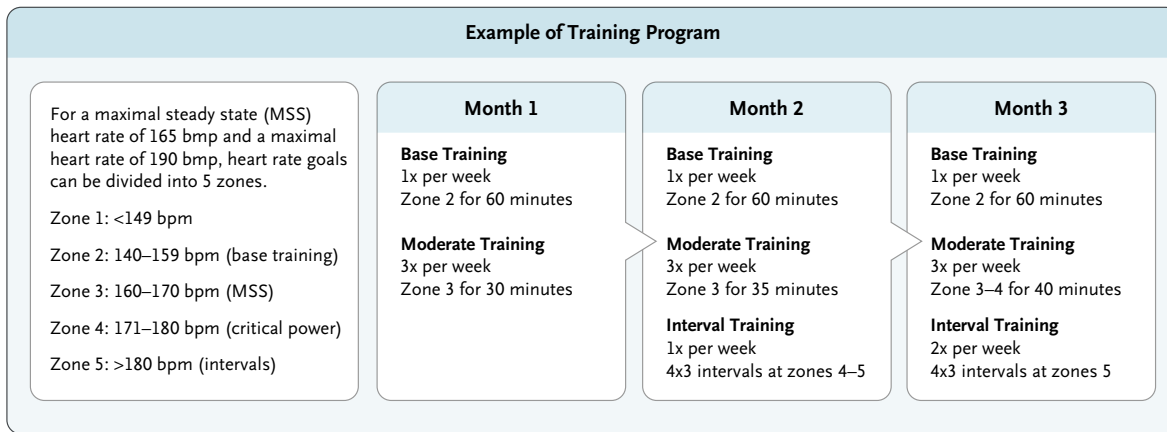 Example of Training Program
For a maximal steady state (MSS)
heart rate of 165 bmp and a maximal
heart rate of 190 bmp, heart rate goals
can be divided into 5 zones.
Zone 1: <149 bpm
Zone 2: 140–159 bpm (base training)
Zone 3: 160–170 bpm (MSS)
Zone 4: 171–180 bpm (critical power)
Zone 5: >180 bpm (intervals)
Month 1
Base Training
1x per week
Zone 2 for 60 minutes
Moderate Training
3x per week
Zone 3 for 30 minutes
Month 2
Base Training
1x per week
Zone 2 for 60 minutes
Moderate Training
3x per week
Zone 3 for 35 minutes
Interval Training
1x per week
4x3 intervals at zones 4–5
Month 3
Base Training
1x per week
Zone 2 for 60 minutes
Moderate Training
3x per week
Zone 3–4 for 40 minutes
Interval Training
2x per week
4x3 intervals at zones 5